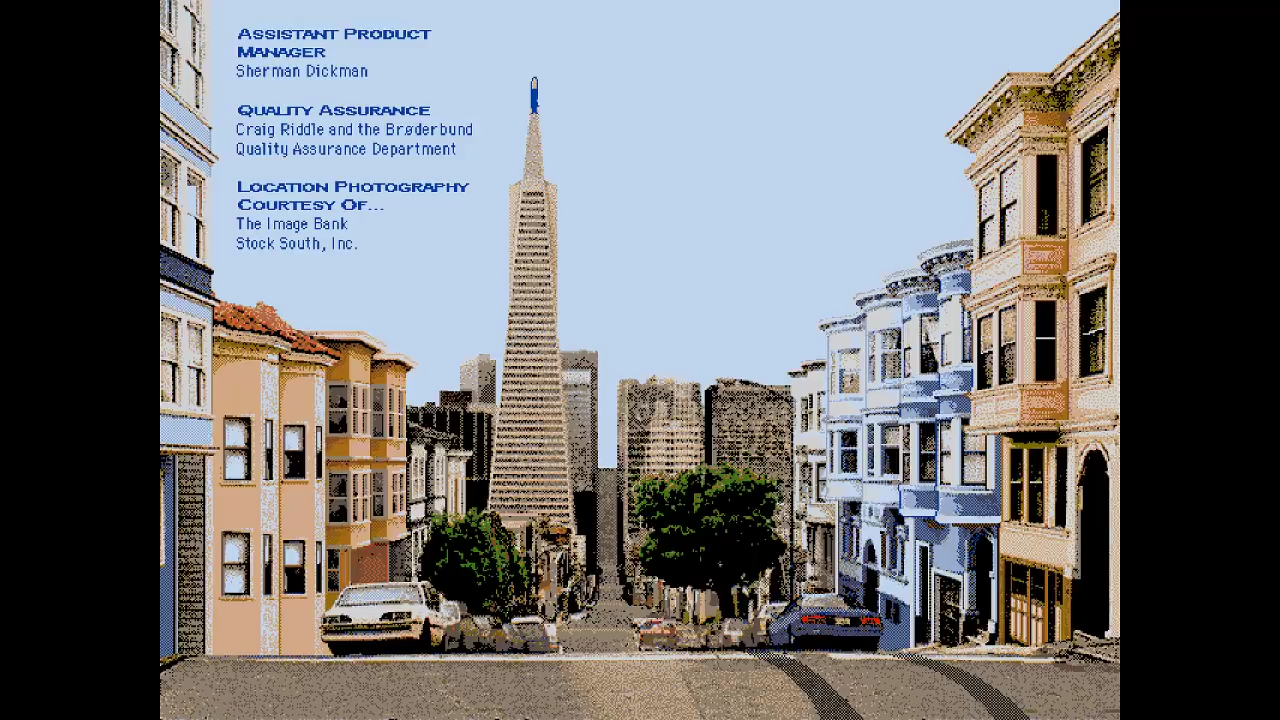 ASSISTANT PRODUCT
MANAGER
Sherman Dickman
QUALITY ASSURANCE
Craig Riddle and the Brøderbund
Quality Assurance Department
LOCATION PHOTOGRAPHY
COURTESY OF...
The Image Bank
Stock South, Inc.